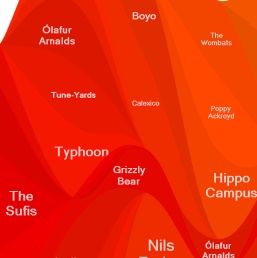 Boyo
Ólafur
Arnalds
The
Wombats
Tune-Yards
Calexico
Poppy
Ackroyd
Typhoon
Grizzly
Bear
Hippo
Campus
The
Sufis
Nils
Ólafur
Arnalds